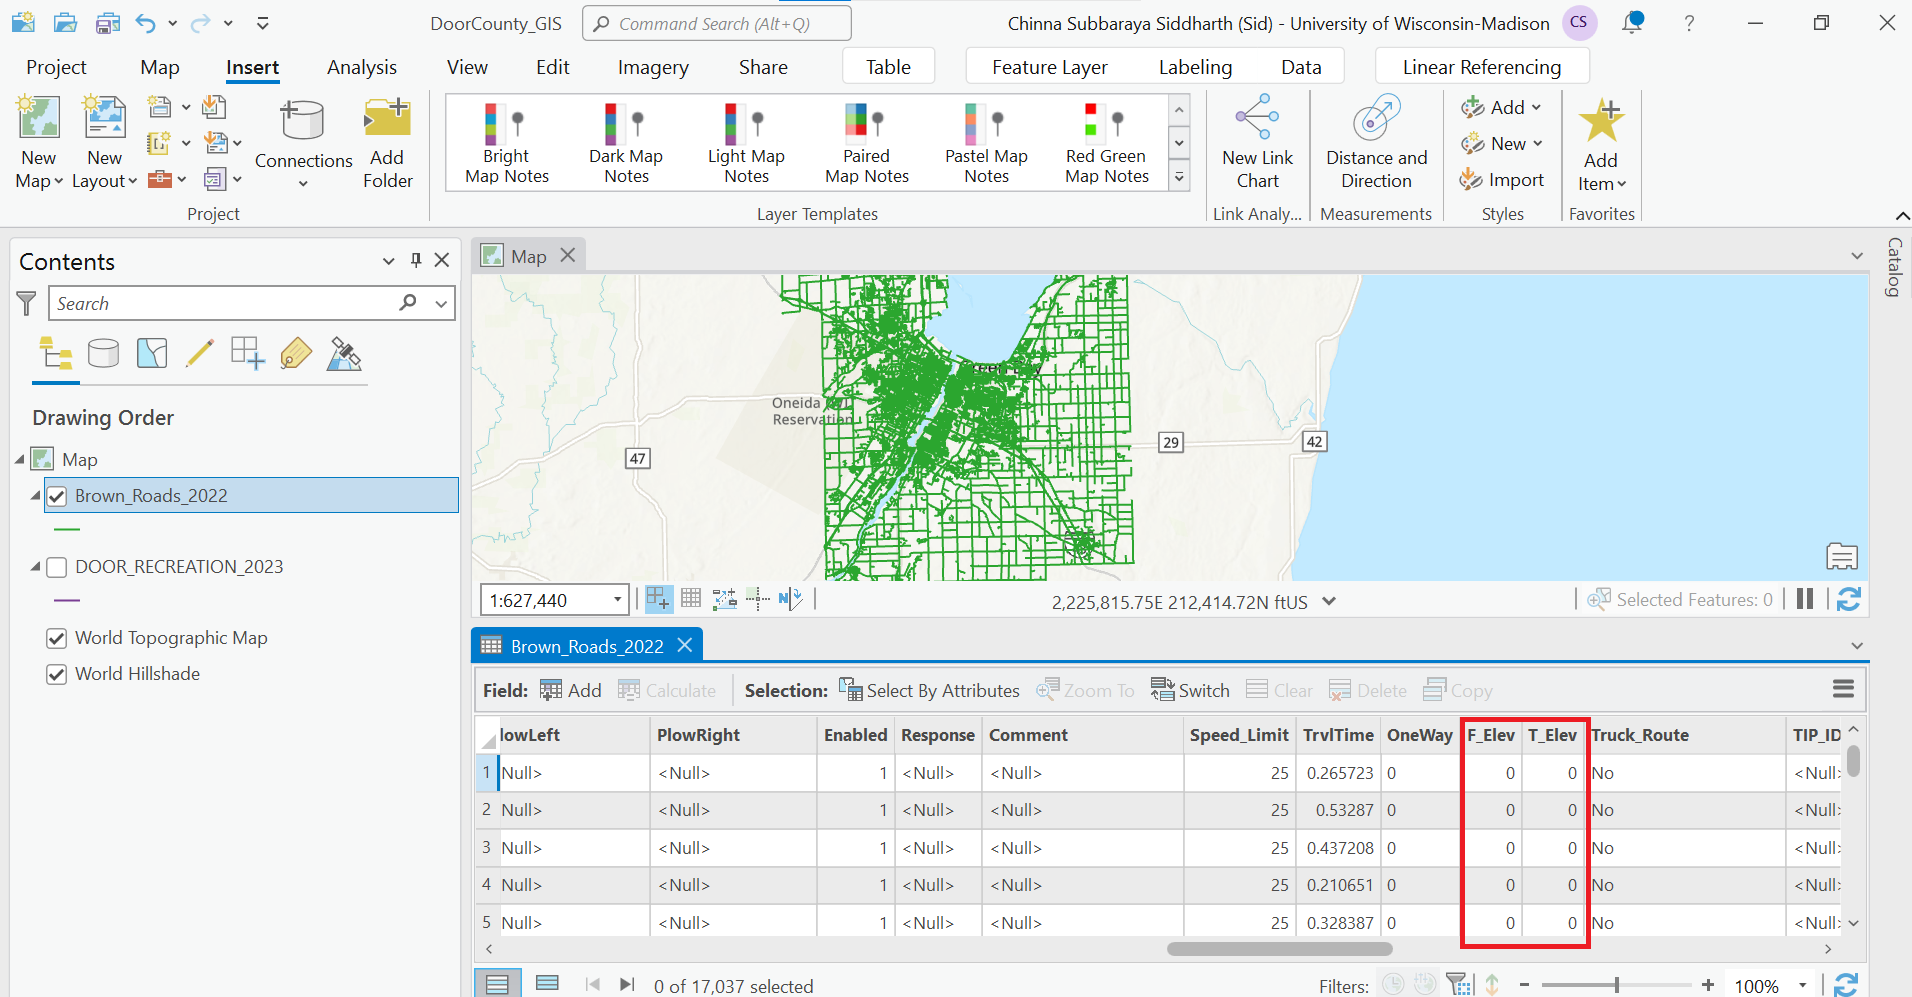 DoorCounty_GIS
Command Search (Alt+Q)
Chinna Subbaraya Siddharth (Sid) - University of Wisconsin-Madison
CS
?
Project Map Insert Analysis View Edit Imagery Share Table Feature Layer Labeling Data Linear Referencing
New Map
New Layout
Connections
Add Folder
Project
Bright Map Notes
Dark Map Notes
Light Map Notes
Paired Map Notes
Pastel Map Notes
Red Green Map Notes
Layer Templates
New Link Chart
Link Analy...
Distance and Direction
Measurements
Add
New
Import
Styles
Add Item
Favorites
Contents
Search
Drawing Order
Map
Brown_Roads_2022
DOOR_RECREATION_2023
World Topographic Map
World Hillshade
Map
Catalog
Oneida
Reservation
47
29
42
1:627,440
2,225,815.75E 212,414.72N ftUS
Selected Features: 0
Brown_Roads_2022
Field: Add Calculate Selection: Select By Attributes Zoom To Switch Clear Delete Copy
lowLeft PlowRight Enabled Response Comment Speed_Limit TrvlTime OneWay F_Elev T_Elev Truck_Route TIP_ID
1 Null> <Null> 1 <Null> <Null> 25 0.265723 0 0 0 No <Null>
2 Null> <Null> 1 <Null> <Null> 25 0.53287 0 0 0 No <Null>
3 Null> <Null> 1 <Null> <Null> 25 0.437208 0 0 0 No <Null>
4 Null> <Null> 1 <Null> <Null> 25 0.210651 0 0 0 No <Null>
5 Null> <Null> 1 <Null> <Null> 25 0.328387 0 0 0 No <Null>
0 of 17,037 selected
Filters:
100%